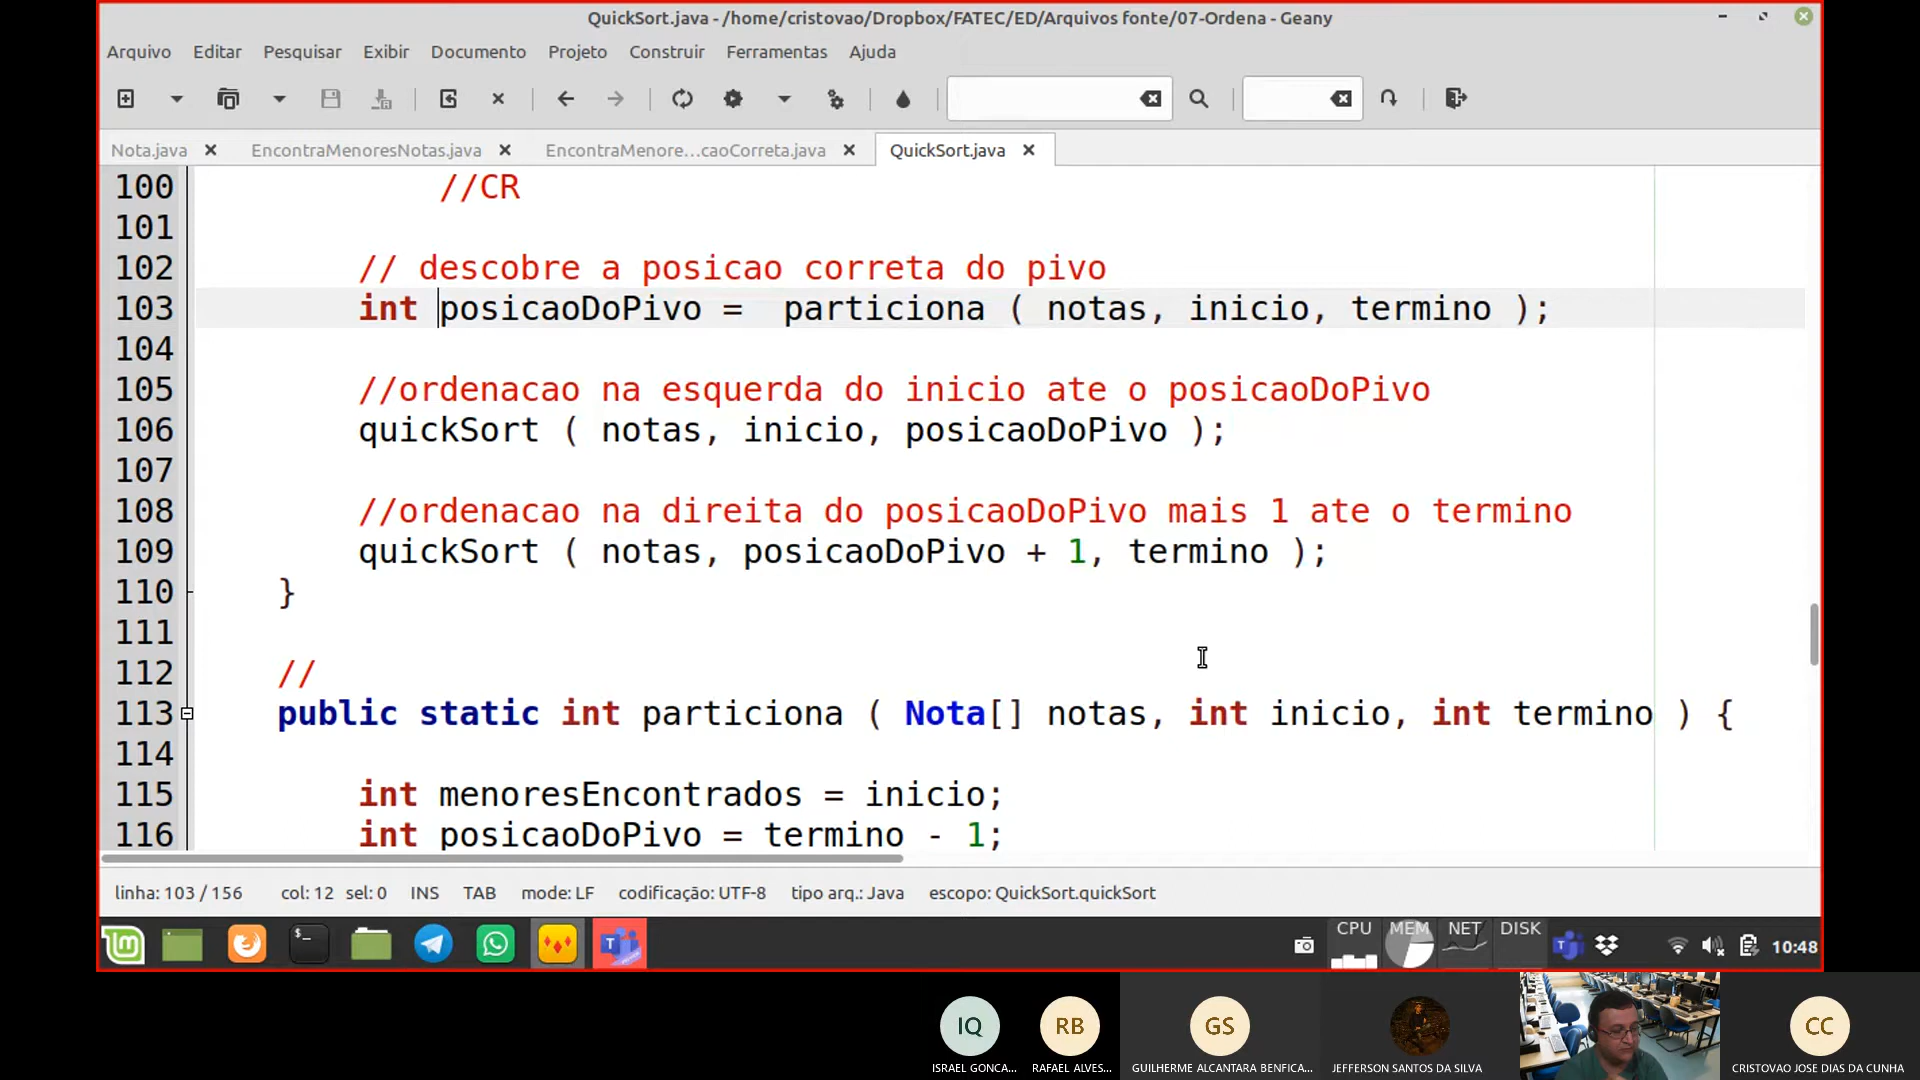 QuickSort.java - /home/cristovao/Dropbox/FATEC/ED/Arquivos fonte/07-Ordena - Geany
Arquivo Editar Pesquisar Exibir Documento Projeto Construir Ferramentas Ajuda
Nota.java EncontraMenoresNotas.java EncontraMenore...caoCorreta.java QuickSort.java
100 //CR
101
102 // descobre a posicao correta do pivo
103 int posicaoDoPivo =  particiona ( notas, inicio, termino );
104
105 //ordenacao na esquerda do inicio ate o posicaoDoPivo
106 quickSort ( notas, inicio, posicaoDoPivo );
107
108 //ordenacao na direita do posicaoDoPivo mais 1 ate o termino
109 quickSort ( notas, posicaoDoPivo + 1, termino );
110 }
111
112 //
113 public static int particiona ( Nota[] notas, int inicio, int termino ) {
114
115 int menoresEncontrados = inicio;
116 int posicaoDoPivo = termino - 1;
linha: 103 / 156 col: 12 sel: 0 INS TAB mode: LF codificação: UTF-8 tipo arq.: Java escopo: QuickSort.quickSort
CPU MEM NET DISK 10:48
IQ RB GS CC
ISRAEL GONCA... RAFAEL ALVES... GUILHERME ALCANTARA BENFICA... JEFFERSON SANTOS DA SILVA CRISTOVAO JOSE DIAS DA CUNHA